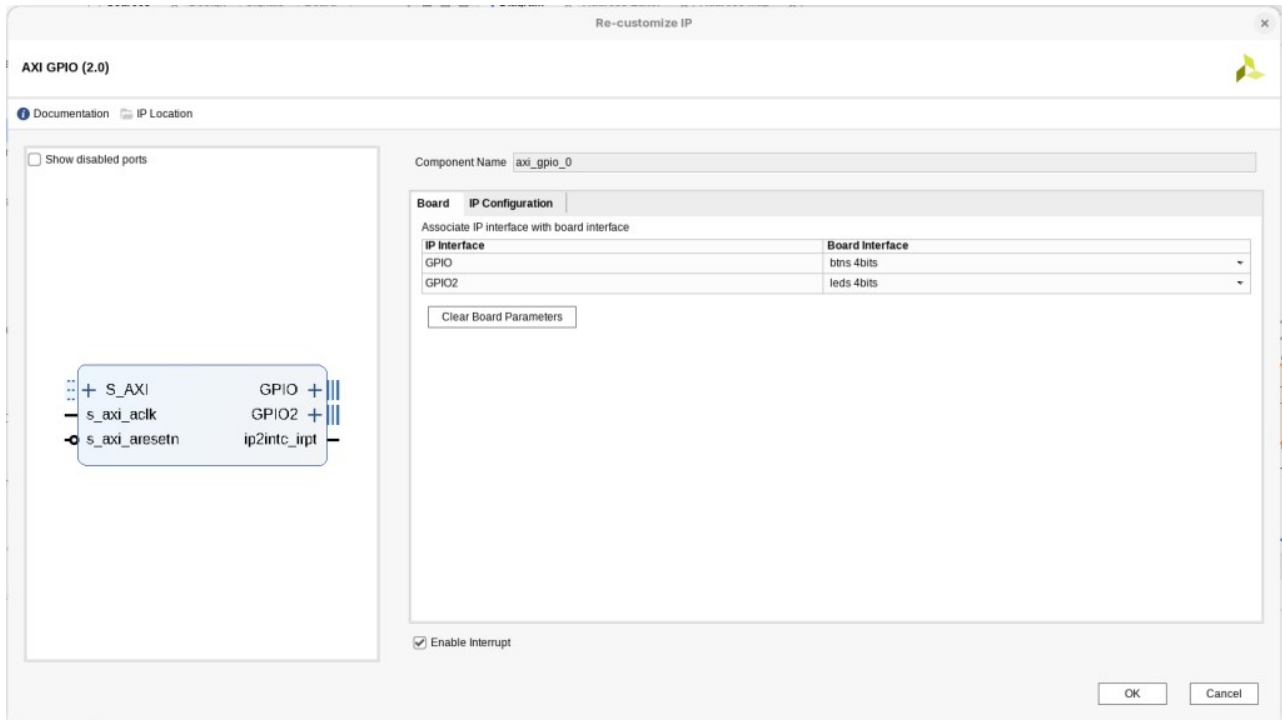 Re-customize IP
AXI GPIO (2.0)
Documentation IP Location
Show disabled ports
Component Name axi_gpio_0
Board IP Configuration
Associate IP interface with board interface
IP Interface Board Interface
GPIO btns 4bits
GPIO2 leds 4bits
Clear Board Parameters
S_AXI GPIO
s_axi_aclk GPIO2
s_axi_aresetn ip2intc_irpt
Enable Interrupt
OK Cancel